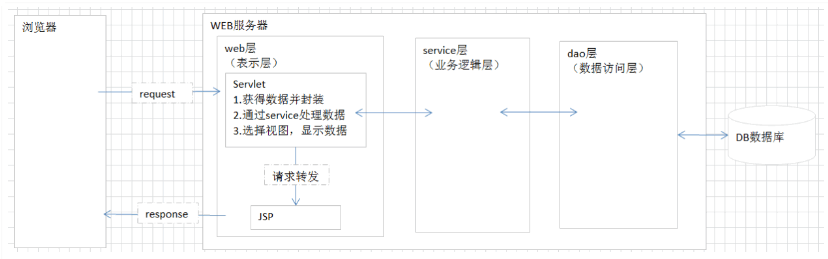 浏览器
WEB服务器
web层
（表示层）
Servlet
1.获得数据并封装
2.通过service处理数据
3.选择视图，显示数据
request
请求转发
response
JSP
service层
（业务逻辑层）
dao层
（数据访问层）
DB数据库